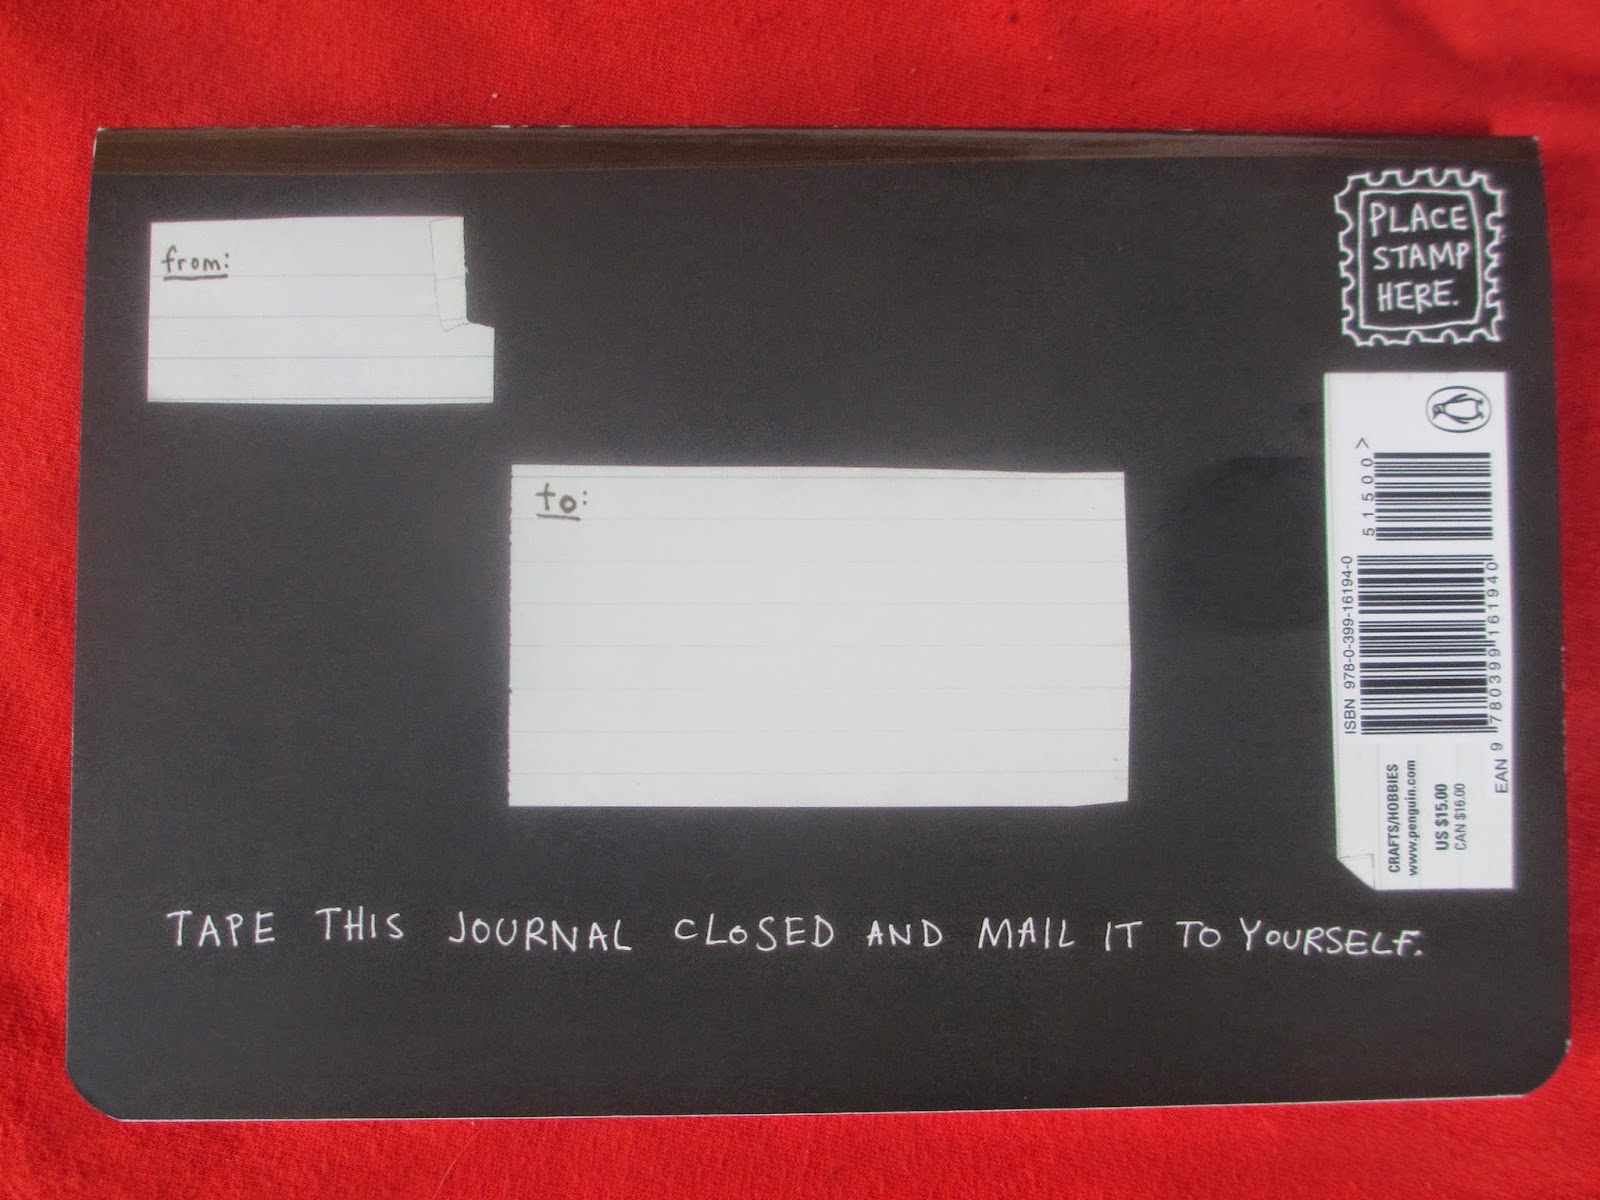 from:
PLACE
STAMP
HERE.
to:
51500>
ISBN 978-0-399-16194-0
EAN 9 780399 161940
CRAFTS/HOBBIES
www.penguin.com
US $15.00
CAN $16.00
TAPE THIS JOURNAL CLOSED AND MAIL IT TO YOURSELF.